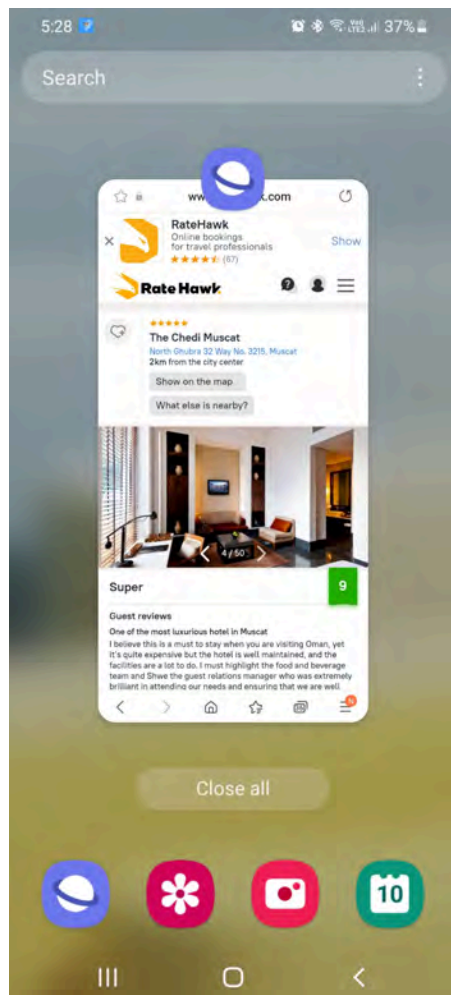 5:28
37%
Search
www
k.com
RateHawk
Online bookings
for travel professionals
(67)
Show
RateHawk
The Chedi Muscat
North Ghubra 32 Way No. 3215, Muscat
2km from the city center
Show on the map
What else is nearby?
4/50
Super
9
Guest reviews
One of the most luxurious hotel in Muscat
I believe this is a must to stay when you are visiting Oman, yet
it's quite expensive but the hotel is well maintained, and the
facilities are a lot to do. I must highlight the food and beverage
team and Shwe the guest relations manager who was extremely
brilliant in attending our needs and ensuring that we are well
N
Close all
10